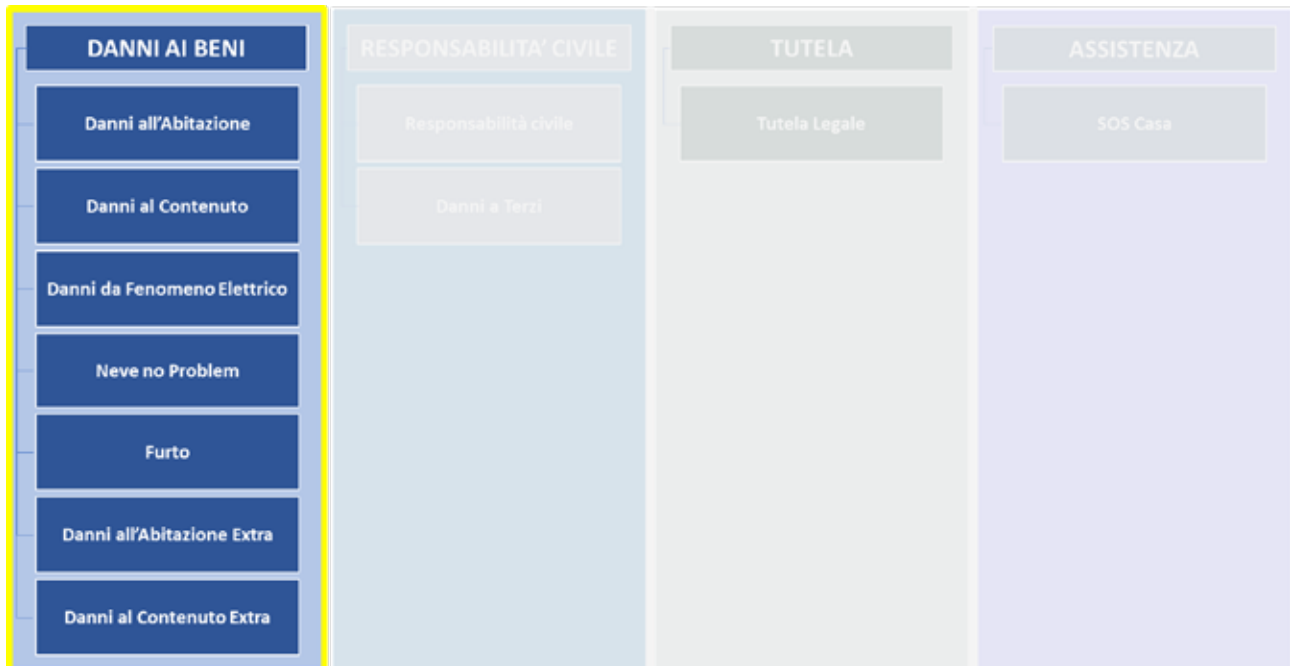 DANNI AI BENI
Danni all'Abitazione
Danni al Contenuto
Danni da Fenomeno Elettrico
Neve no Problem
Furto
Danni all'Abitazione Extra
Danni al Contenuto Extra
RESPONSABILITA' CIVILE
Responsabilità civile
Danni a Terzi
TUTELA
Tutela Legale
ASSISTENZA
SOS Casa